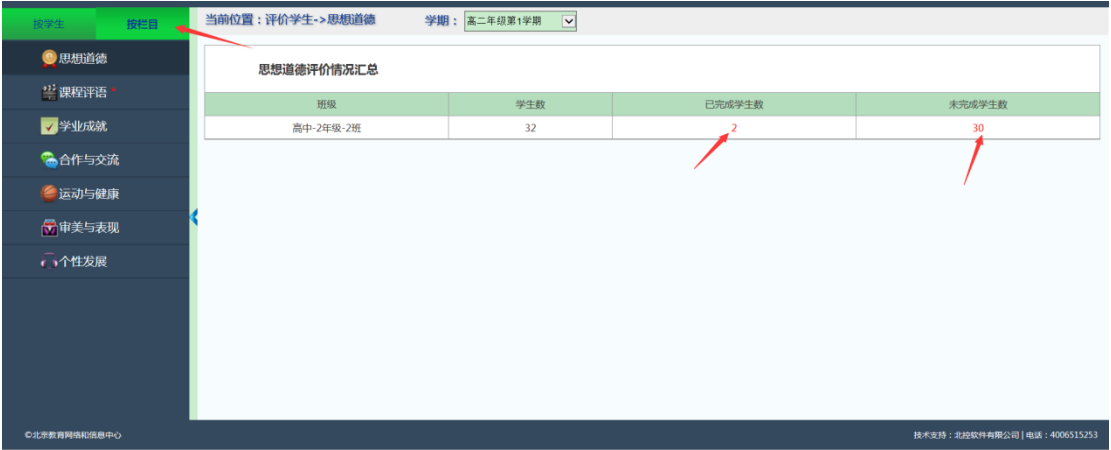 按学生 按栏目 当前位置：评价学生->思想道德 学期： 高二年级第1学期
思想道德
课程评语 *
学业成就
合作与交流
运动与健康
审美与表现
个性发展
思想道德评价情况汇总
班级 学生数 已完成学生数 未完成学生数
高中-2年级-2班 32 2 30
©北京教育网络和信息中心 技术支持：北控软件有限公司 | 电话：4006515253